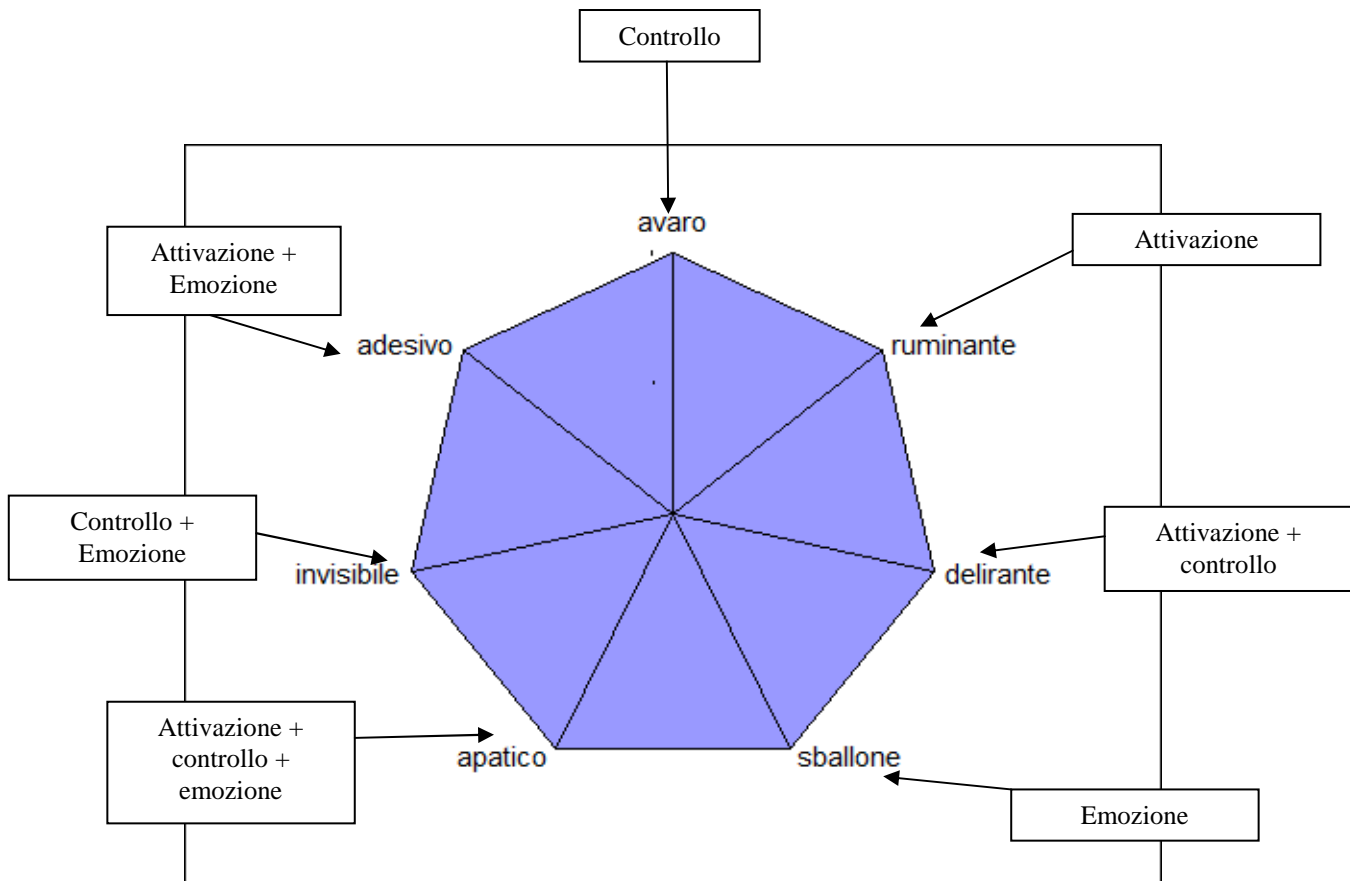 Controllo
avaro
Attivazione +
Emozione
Attivazione
adesivo
ruminante
Controllo +
Emozione
Attivazione +
controllo
invisibile
delirante
Attivazione +
controllo +
emozione
apatico
sballone
Emozione